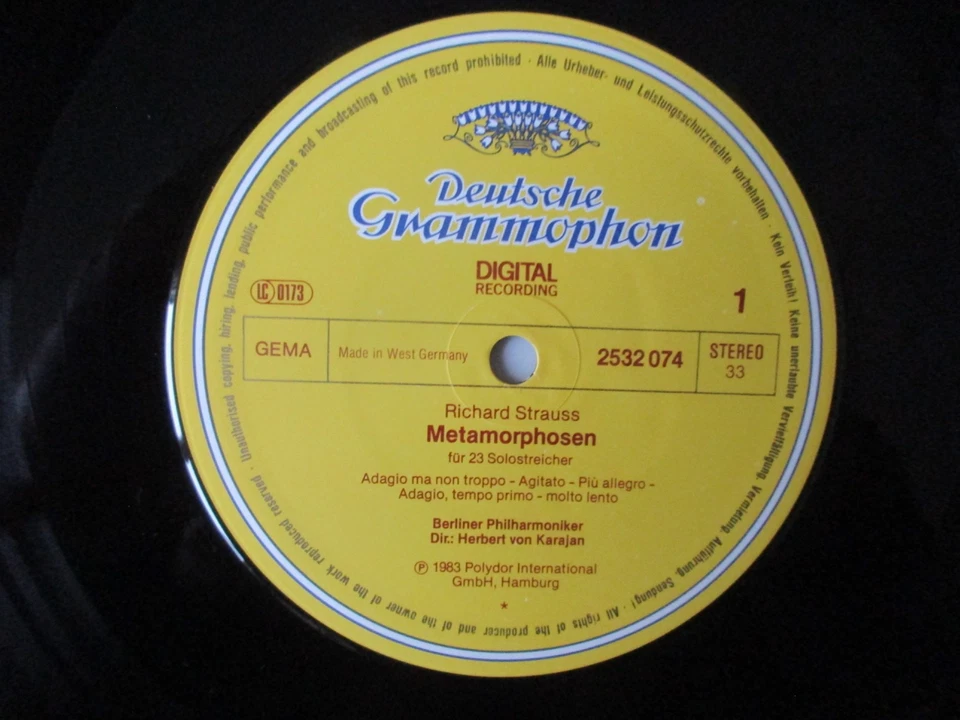 Deutsche
Grammophon
DIGITAL
RECORDING
LC 0173
1
GEMA
Made in West Germany
2532 074
STEREO
33
Richard Strauss
Metamorphosen
für 23 Solostreicher
Adagio ma non troppo - Agitato - Più allegro -
Adagio, tempo primo - molto lento
Berliner Philharmoniker
Dir.: Herbert von Karajan
℗ 1983 Polydor International
GmbH, Hamburg
*
Alle Urheber- und Leistungsschutzrechte vorbehalten · Kein Verleih! Keine unerlaubte Vervielfältigung, Vermietung, Aufführung, Sendung! · All rights of the producer and of the owner of the work reproduced reserved · Unauthorised copying, hiring, lending, public performance and broadcasting of this record prohibited ·